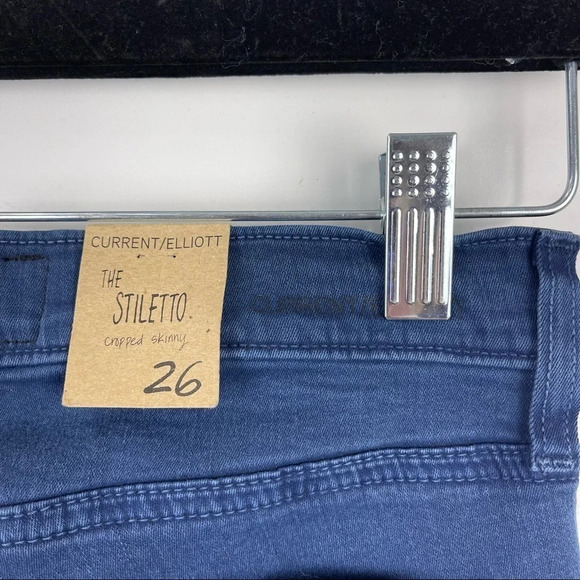 CURRENT/ELLIOTT
THE
STILETTO.
cropped skinny
26